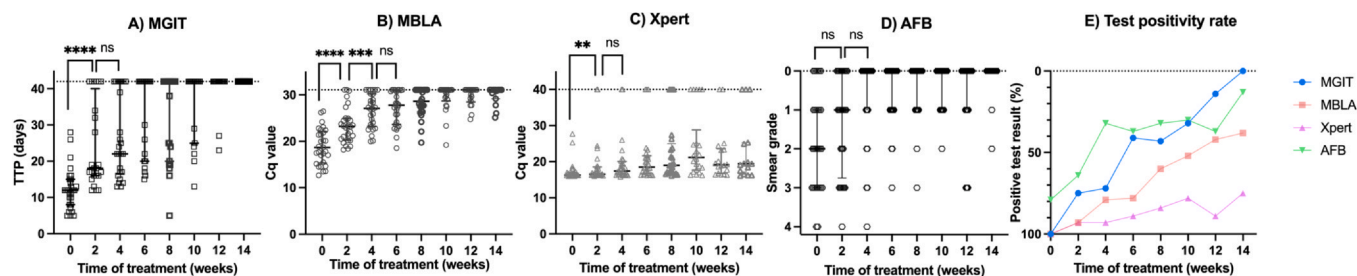 A) MGIT
**** ns
TTP (days)
60
40
20
0
0 2 4 6 8 10 12 14
Time of treatment (weeks)
B) MBLA
**** *** ns
Cq value
40
30
20
10
0
0 2 4 6 8 10 12 14
Time of treatment (weeks)
C) Xpert
** ns
Cq value
40
30
20
10
0
0 2 4 6 8 10 12 14
Time of treatment (weeks)
D) AFB
ns ns
Smear grade
0
1
2
3
4
0 2 4 6 8 10 12 14
Time of treatment (weeks)
E) Test positivity rate
Positive test result (%)
0
50
100
0 2 4 6 8 10 12 14
Time of treatment (weeks)
MGIT
MBLA
Xpert
AFB